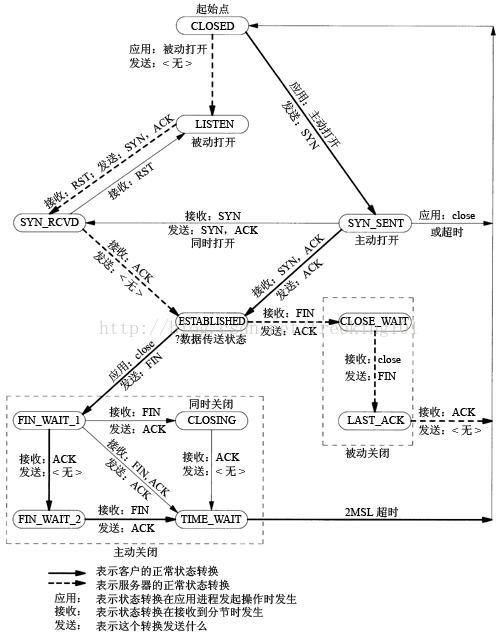 起始点
CLOSED
应用：被动打开
发送：<无>
应用：主动打开
发送：SYN
LISTEN
被动打开
接收：RST；发送：SYN，ACK
接收：RST
SYN_RCVD
接收：SYN
发送：SYN，ACK
同时打开
SYN_SENT
主动打开
应用：close
或超时
接收：ACK
发送：<无>
接收：SYN，ACK
发送：ACK
ESTABLISHED
?数据传送状态
接收：FIN
发送：ACK
CLOSE_WAIT
接收：close
发送：FIN
LAST_ACK
被动关闭
接收：ACK
发送：<无>
应用：close
发送：FIN
FIN_WAIT_1
接收：FIN
发送：ACK
同时关闭
CLOSING
接收：ACK
发送：<无>
接收：FIN，ACK
发送：ACK
接收：ACK
发送：<无>
FIN_WAIT_2
接收：FIN
发送：ACK
TIME_WAIT
2MSL 超时
主动关闭
表示客户的正常状态转换
表示服务器的正常状态转换
应用： 表示状态转换在应用进程发起操作时发生
接收： 表示状态转换在接收到分节时发生
发送： 表示这个转换发送什么